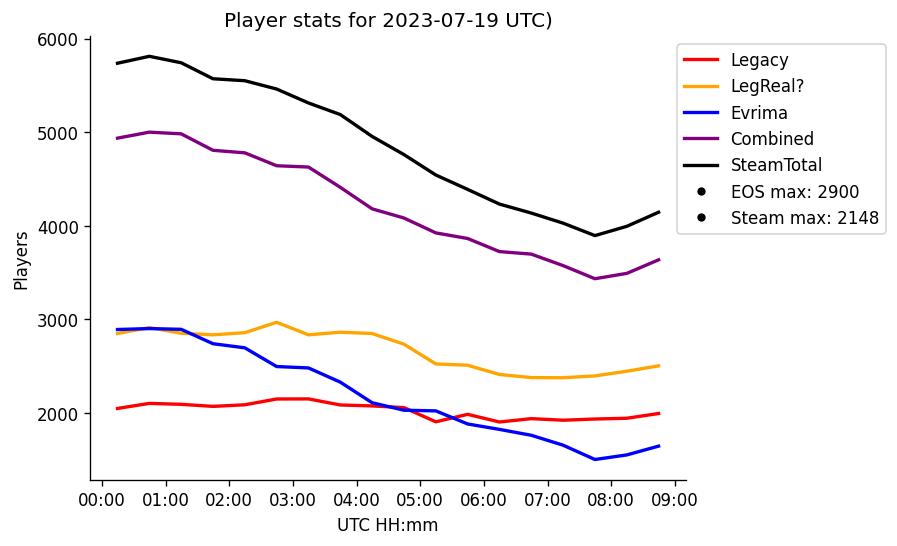 Player stats for 2023-07-19 UTC)
6000
5000
4000
3000
2000
Players
00:00 01:00 02:00 03:00 04:00 05:00 06:00 07:00 08:00 09:00
UTC HH:mm
Legacy
LegReal?
Evrima
Combined
SteamTotal
EOS max: 2900
Steam max: 2148